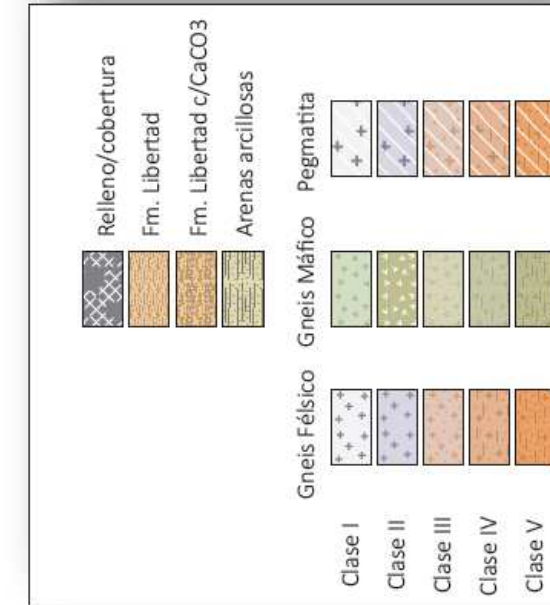 Relleno/cobertura
Fm. Libertad
Fm. Libertad c/CaCO3
Arenas arcillosas
Gneis Félsico
Gneis Máfico
Pegmatita
Clase I
Clase II
Clase III
Clase IV
Clase V